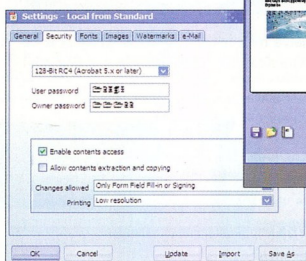 Settings - Local from Standard
General Security Fonts Images Watermarks e-Mail
128-Bit RC4 (Acrobat 5.x or later)
User password
Owner password
Enable contents access
Allow contents extraction and copying
Changes allowed Only Form Field Fill-in or Signing
Printing Low resolution
OK Cancel Update Import Save As